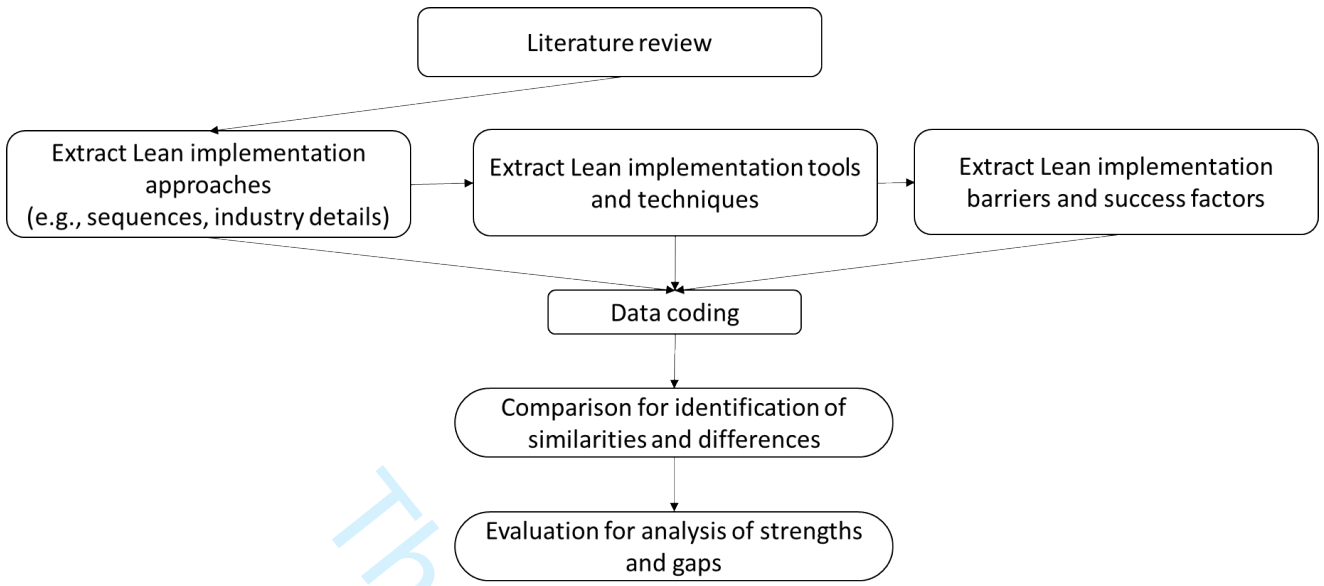 Literature review
Extract Lean implementation
approaches
(e.g., sequences, industry details)
Extract Lean implementation tools
and techniques
Extract Lean implementation
barriers and success factors
Data coding
Comparison for identification of
similarities and differences
Evaluation for analysis of strengths
and gaps
Th